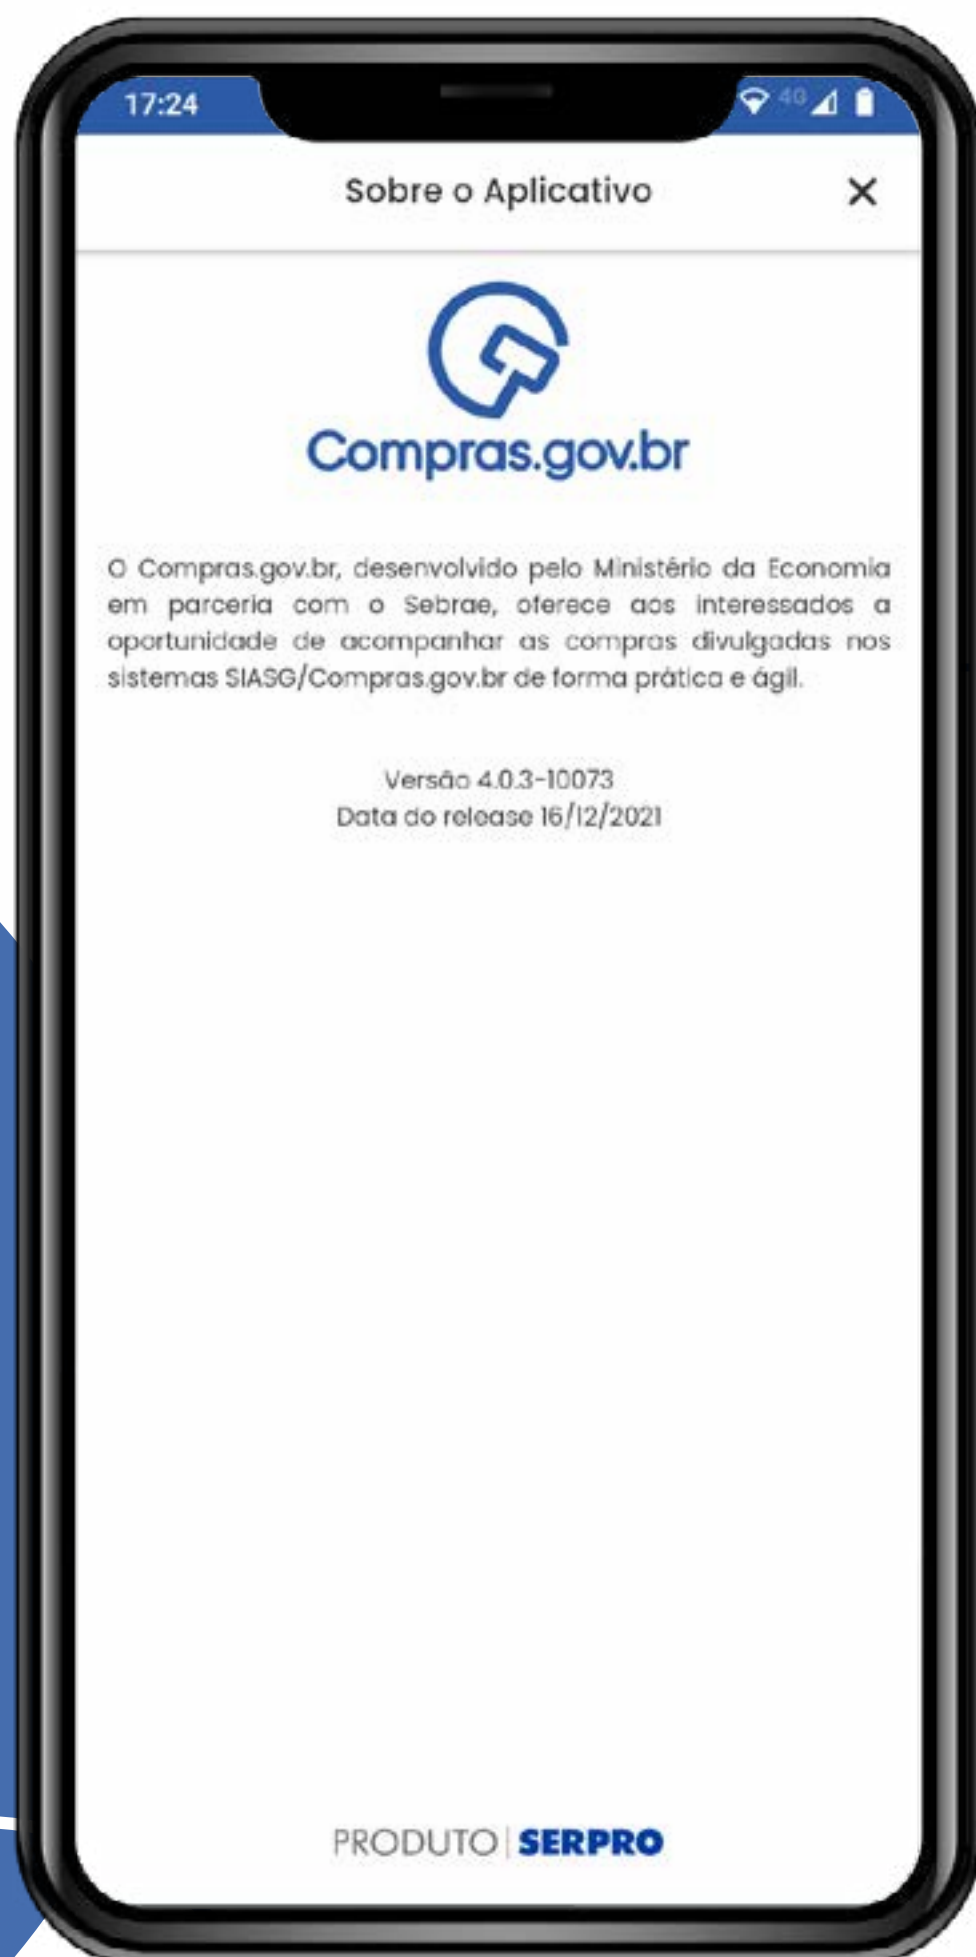 17:24
4G
Sobre o Aplicativo
Compras.gov.br
O Compras.gov.br, desenvolvido pelo Ministério da Economia
em parceria com o Sebrae, oferece aos interessados a
oportunidade de acompanhar as compras divulgadas nos
sistemas SIASG/Compras.gov.br de forma prática e ágil.
Versão 4.0.3-10073
Data do release 16/12/2021
PRODUTO | SERPRO